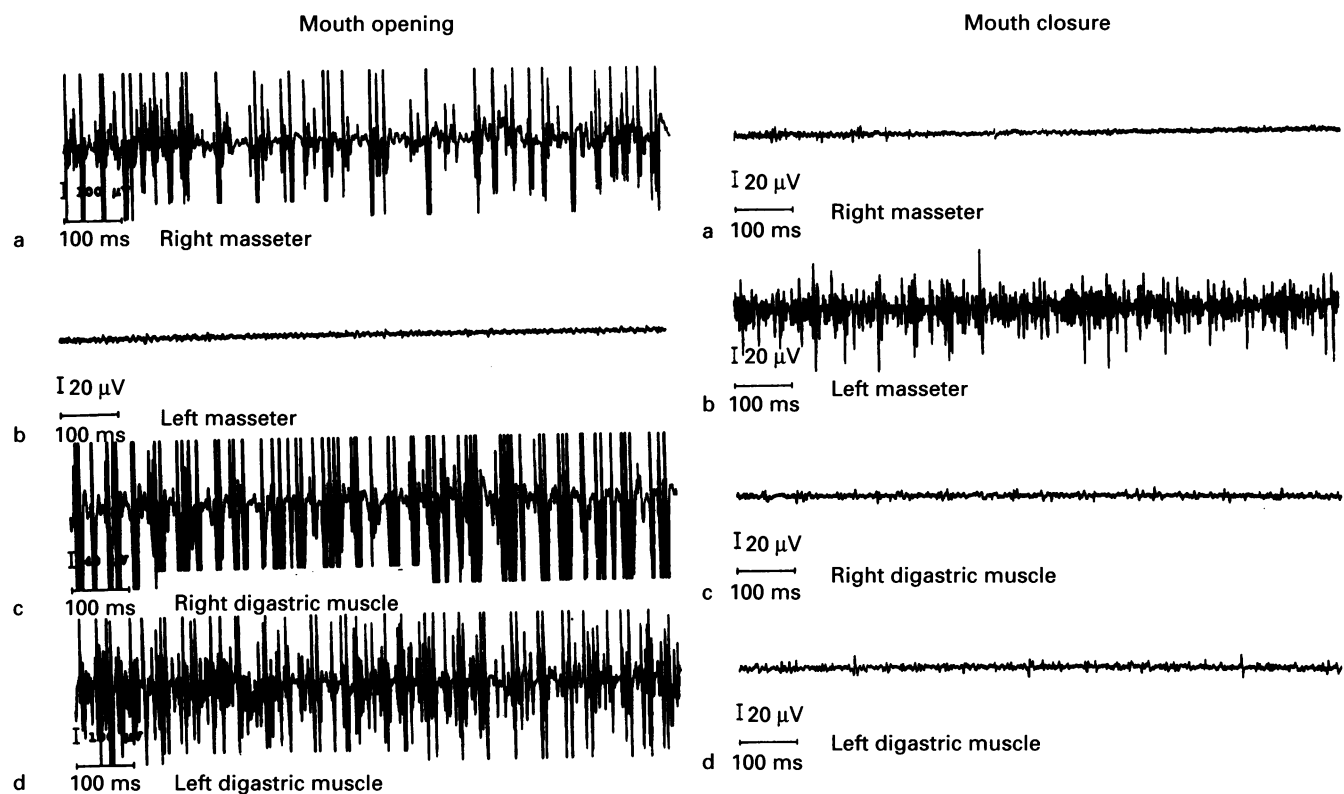 Mouth opening
100 ms
a
Right masseter
20 μV
100 ms
b
Left masseter
100 ms
c
Right digastric muscle
100 ms
d
Left digastric muscle
Mouth closure
20 μV
100 ms
a
Right masseter
20 μV
100 ms
b
Left masseter
20 μV
100 ms
c
Right digastric muscle
20 μV
100 ms
d
Left digastric muscle